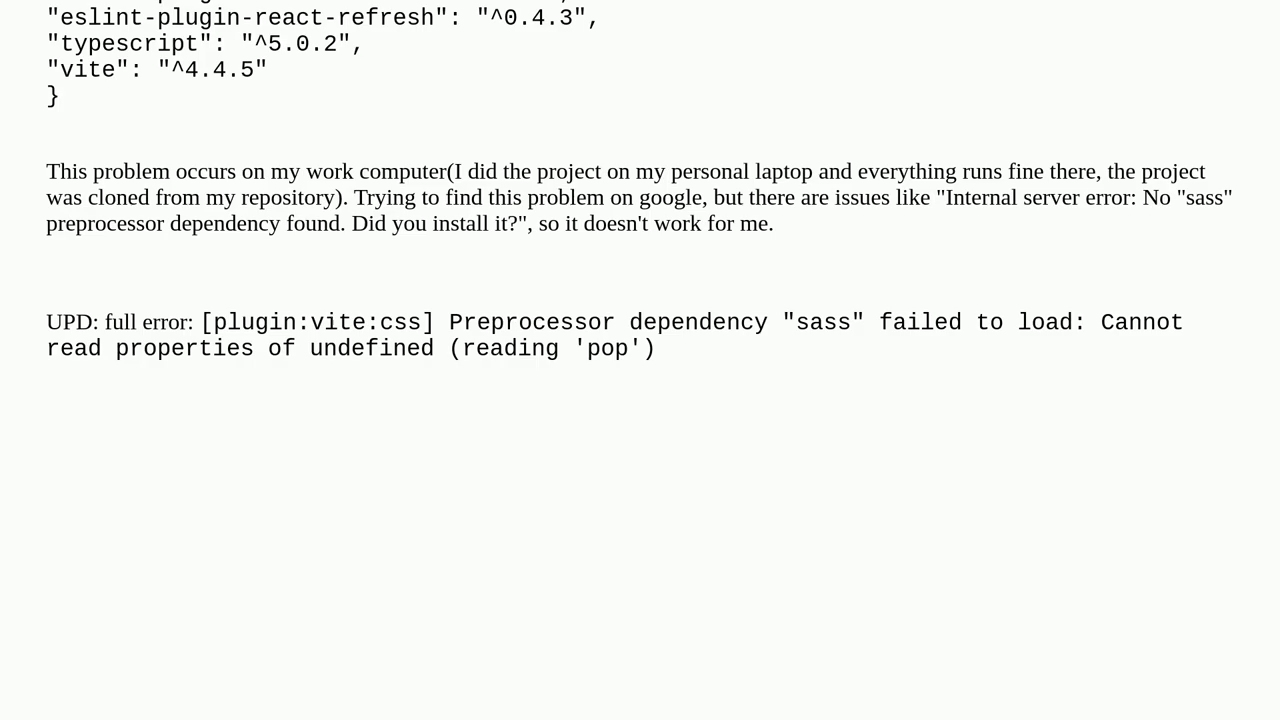 "eslint-plugin-react-refresh": "^0.4.3",
"typescript": "^5.0.2",
"vite": "^4.4.5"
}
This problem occurs on my work computer(I did the project on my personal laptop and everything runs fine there, the project
was cloned from my repository). Trying to find this problem on google, but there are issues like "Internal server error: No "sass"
preprocessor dependency found. Did you install it?", so it doesn't work for me.
UPD: full error: [plugin:vite:css] Preprocessor dependency "sass" failed to load: Cannot
read properties of undefined (reading 'pop')